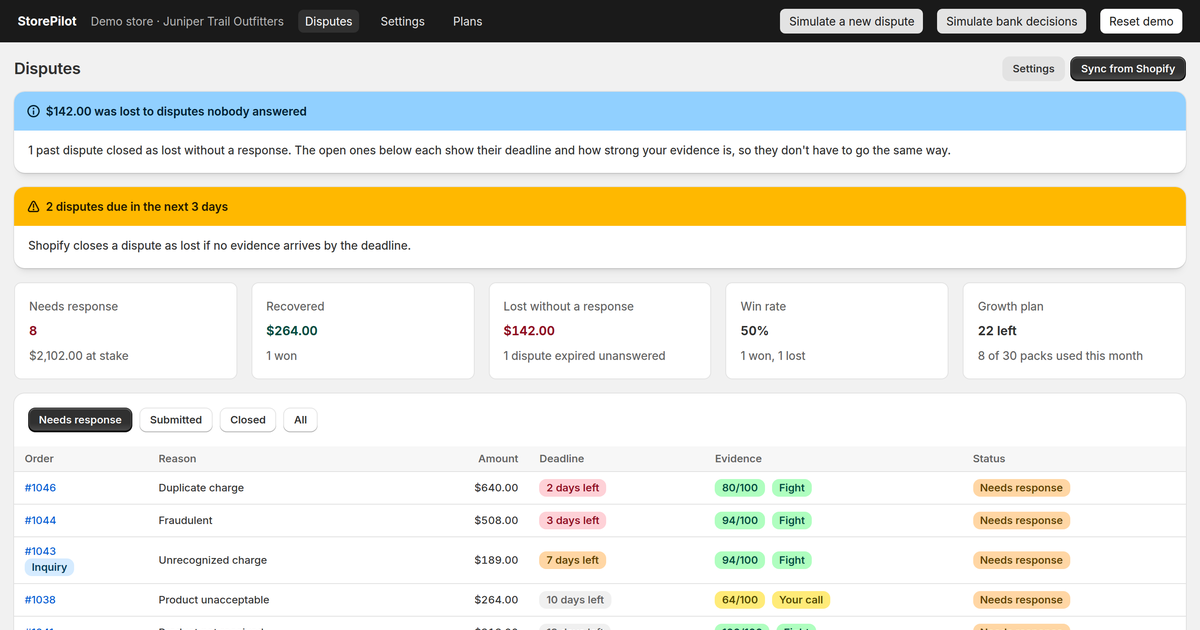 StorePilot Demo store · Juniper Trail Outfitters Disputes Settings Plans Simulate a new dispute Simulate bank decisions Reset demo
Disputes Settings Sync from Shopify
$142.00 was lost to disputes nobody answered
1 past dispute closed as lost without a response. The open ones below each show their deadline and how strong your evidence is, so they don't have to go the same way.
2 disputes due in the next 3 days
Shopify closes a dispute as lost if no evidence arrives by the deadline.
Needs response Recovered Lost without a response Win rate Growth plan
8 $264.00 $142.00 50% 22 left
$2,102.00 at stake 1 won 1 dispute expired unanswered 1 won, 1 lost 8 of 30 packs used this month
Needs response Submitted Closed All
Order Reason Amount Deadline Evidence Status
#1046 Duplicate charge $640.00 2 days left 80/100 Fight Needs response
#1044 Fraudulent $508.00 3 days left 94/100 Fight Needs response
#1043
Inquiry Unrecognized charge $189.00 7 days left 94/100 Fight Needs response
#1038 Product unacceptable $264.00 10 days left 64/100 Your call Needs response